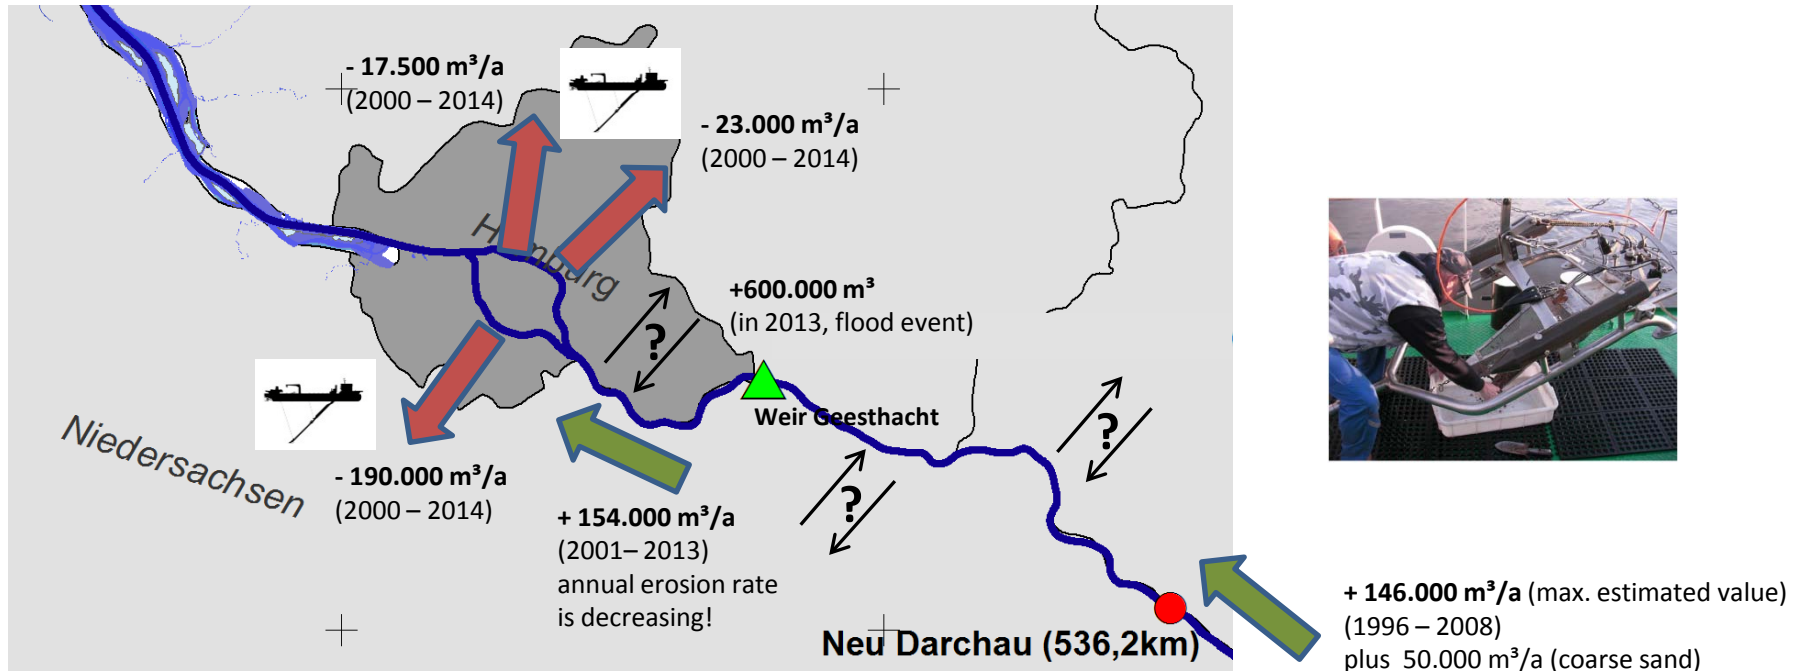 - 17.500 m³/a
(2000 – 2014)
- 23.000 m³/a
(2000 – 2014)
Hamburg
+600.000 m³
(in 2013, flood event)
?
Weir Geesthacht
?
Niedersachsen
- 190.000 m³/a
(2000 – 2014)
?
+ 154.000 m³/a
(2001– 2013)
annual erosion rate
is decreasing!
+ 146.000 m³/a (max. estimated value)
(1996 – 2008)
plus 50.000 m³/a (coarse sand)
Neu Darchau (536,2km)